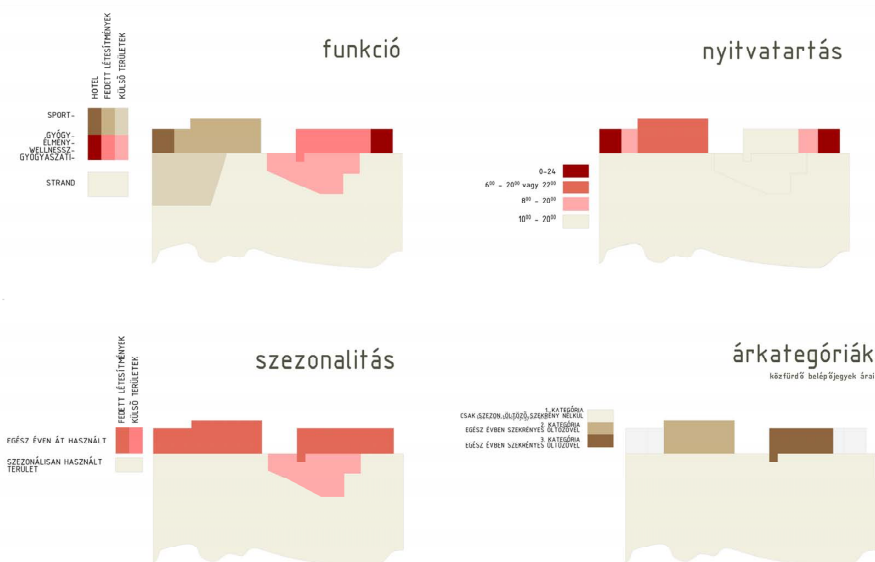 funkció
HOTEL
FEDETT LÉTESÍTMÉNYEK
KÜLSŐ TERÜLETEK
SPORT-
GYÓGY-
ÉLMÉNY-
WELLNESSZ-
GYÓGYÁSZATI-
STRAND
nyitvatartás
0-24
6⁰⁰ - 20⁰⁰ vagy 22⁰⁰
8⁰⁰ - 20⁰⁰
10⁰⁰ - 20⁰⁰
szezonalitás
FEDETT LÉTESÍTMÉNYEK
KÜLSŐ TERÜLETEK
EGÉSZ ÉVEN ÁT HASZNÁLT
SZEZONÁLISAN HASZNÁLT
TERÜLET
árkategóriák
közfürdő belépőjegyek árai
1. KATEGÓRIA
CSAK SZEZON ÖLTÖZŐ SZEKRÉNY NÉLKÜL
2. KATEGÓRIA
EGÉSZ ÉVBEN SZEKRÉNYES ÖLTÖZŐVEL
3. KATEGÓRIA
EGÉSZ ÉVBEN SZEKRÉNYES ÖLTÖZŐVEL